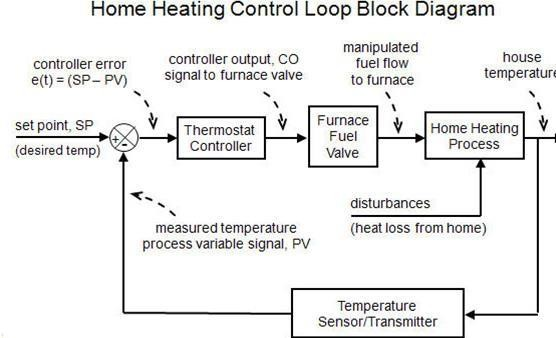 Home Heating Control Loop Block Diagram
controller error
e(t) = (SP – PV)
controller output, CO
signal to furnace valve
manipulated
fuel flow
to furnace
house
temperature
set point, SP
(desired temp)
+
-
Thermostat
Controller
Furnace
Fuel
Valve
Home Heating
Process
disturbances
(heat loss from home)
measured temperature
process variable signal, PV
Temperature
Sensor/Transmitter